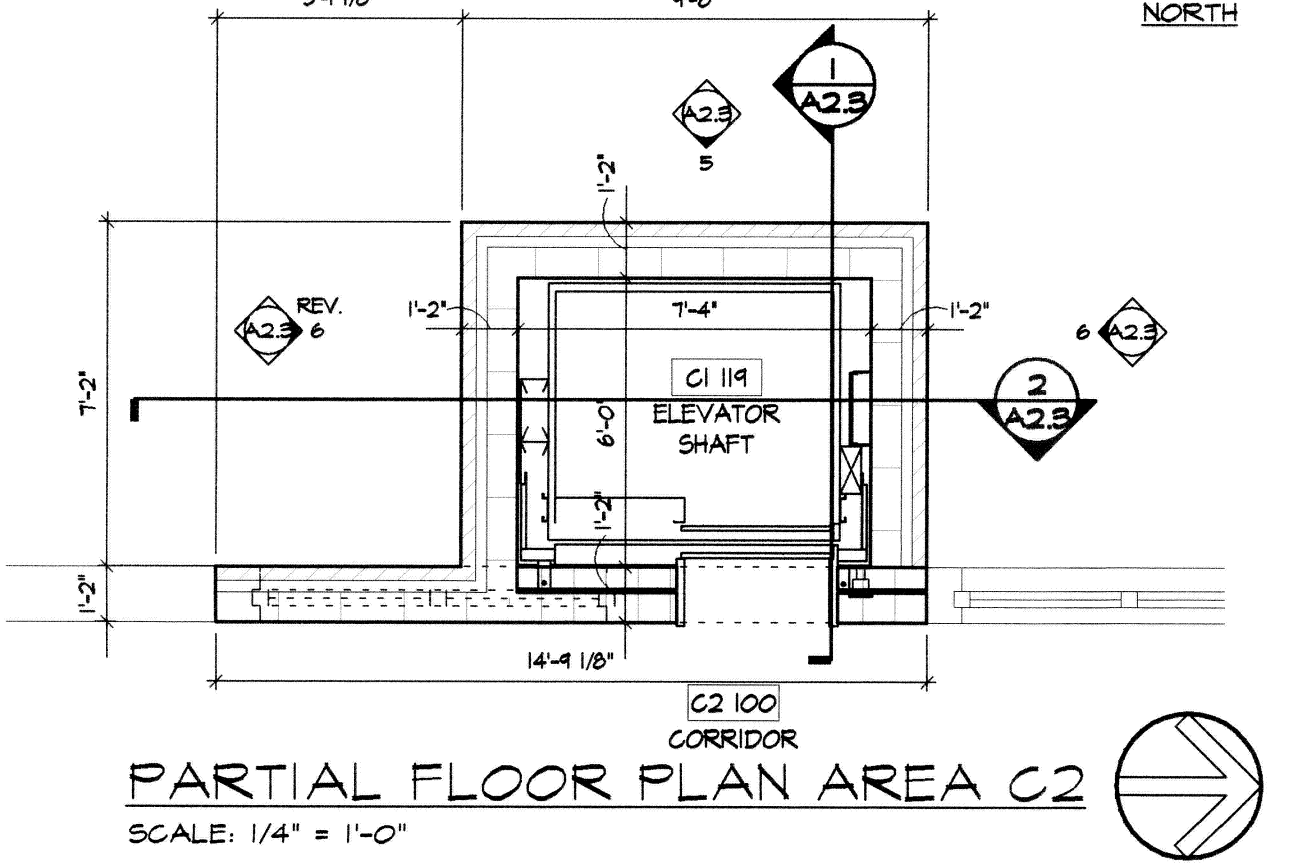 NORTH
1
A2.3
A2.3
5
1'-2"
REV.
A2.3 6
1'-2"
7'-4"
1'-2"
6 A2.3
7'-2"
C1 119
ELEVATOR
SHAFT
6'-0"
2
A2.3
1'-2"
1'-2"
14'-9 1/8"
C2 100
CORRIDOR
PARTIAL FLOOR PLAN AREA C2
SCALE: 1/4" = 1'-0"